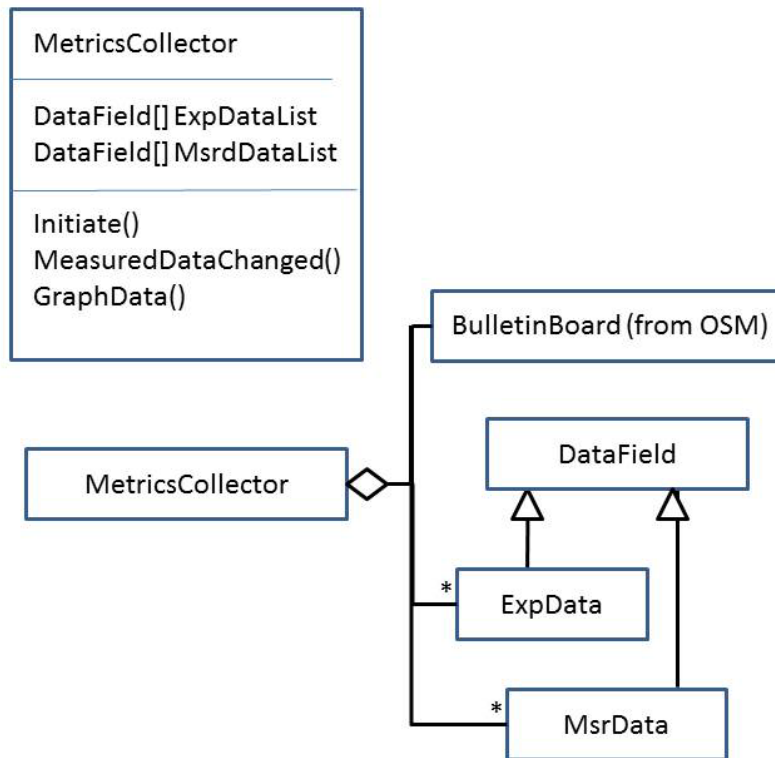 MetricsCollector
DataField[] ExpDataList
DataField[] MsrdDataList
Initiate()
MeasuredDataChanged()
GraphData()
BulletinBoard (from OSM)
DataField
MetricsCollector
*
ExpData
*
MsrData